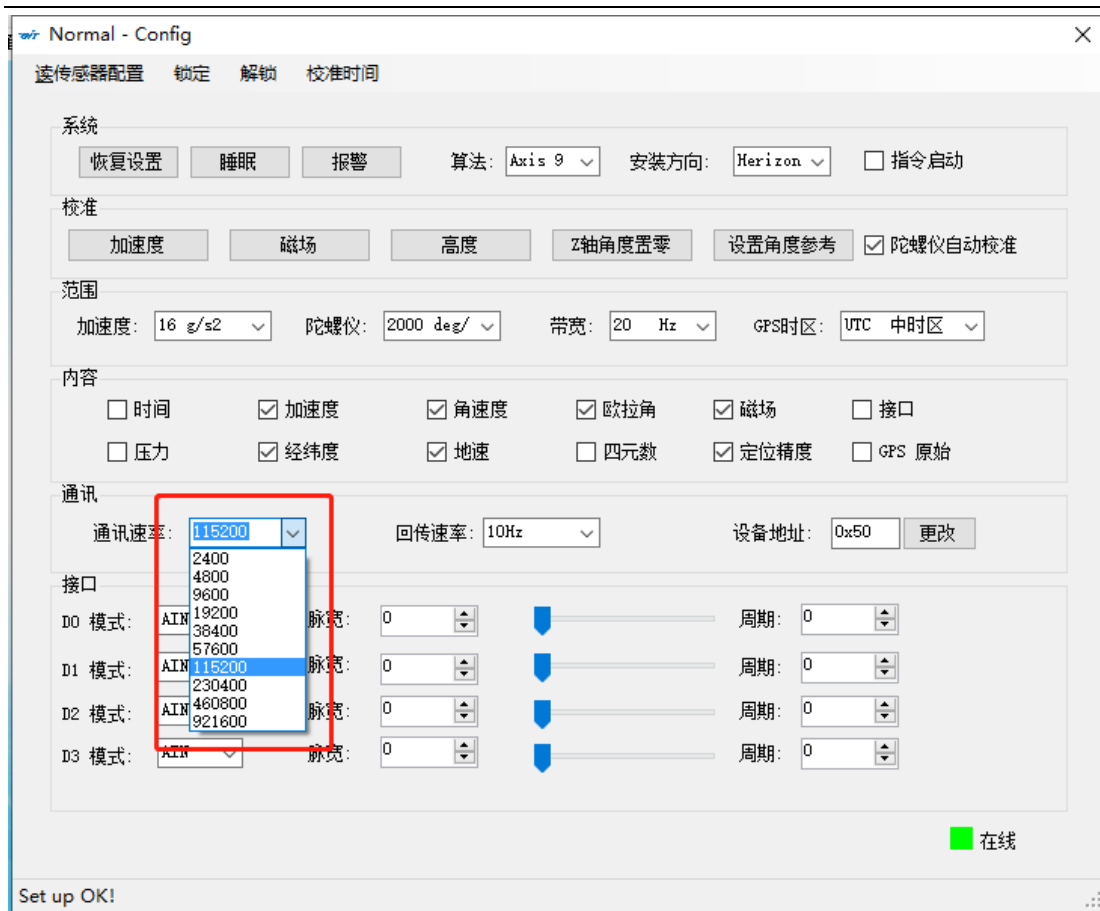 Normal - Config
读传感器配置 锁定 解锁 校准时间
系统
恢复设置 睡眠 报警 算法: Axis 9 安装方向: Herizon 指令启动
校准
加速度 磁场 高度 Z轴角度置零 设置角度参考 陀螺仪自动校准
范围
加速度: 16 g/s2 陀螺仪: 2000 deg/ 带宽: 20 Hz GPS时区: UTC 中时区
内容
时间 加速度 角速度 欧拉角 磁场 接口
压力 经纬度 地速 四元数 定位精度 GPS 原始
通讯
通讯速率: 115200 回传速率: 10Hz 设备地址: 0x50 更改
2400
4800
9600
19200
38400
57600
115200
230400
460800
921600
接口
D0 模式: AIN 脉宽: 0 周期: 0
D1 模式: AIN 脉宽: 0 周期: 0
D2 模式: AIN 脉宽: 0 周期: 0
D3 模式: AIN 脉宽: 0 周期: 0
在线
Set up OK!